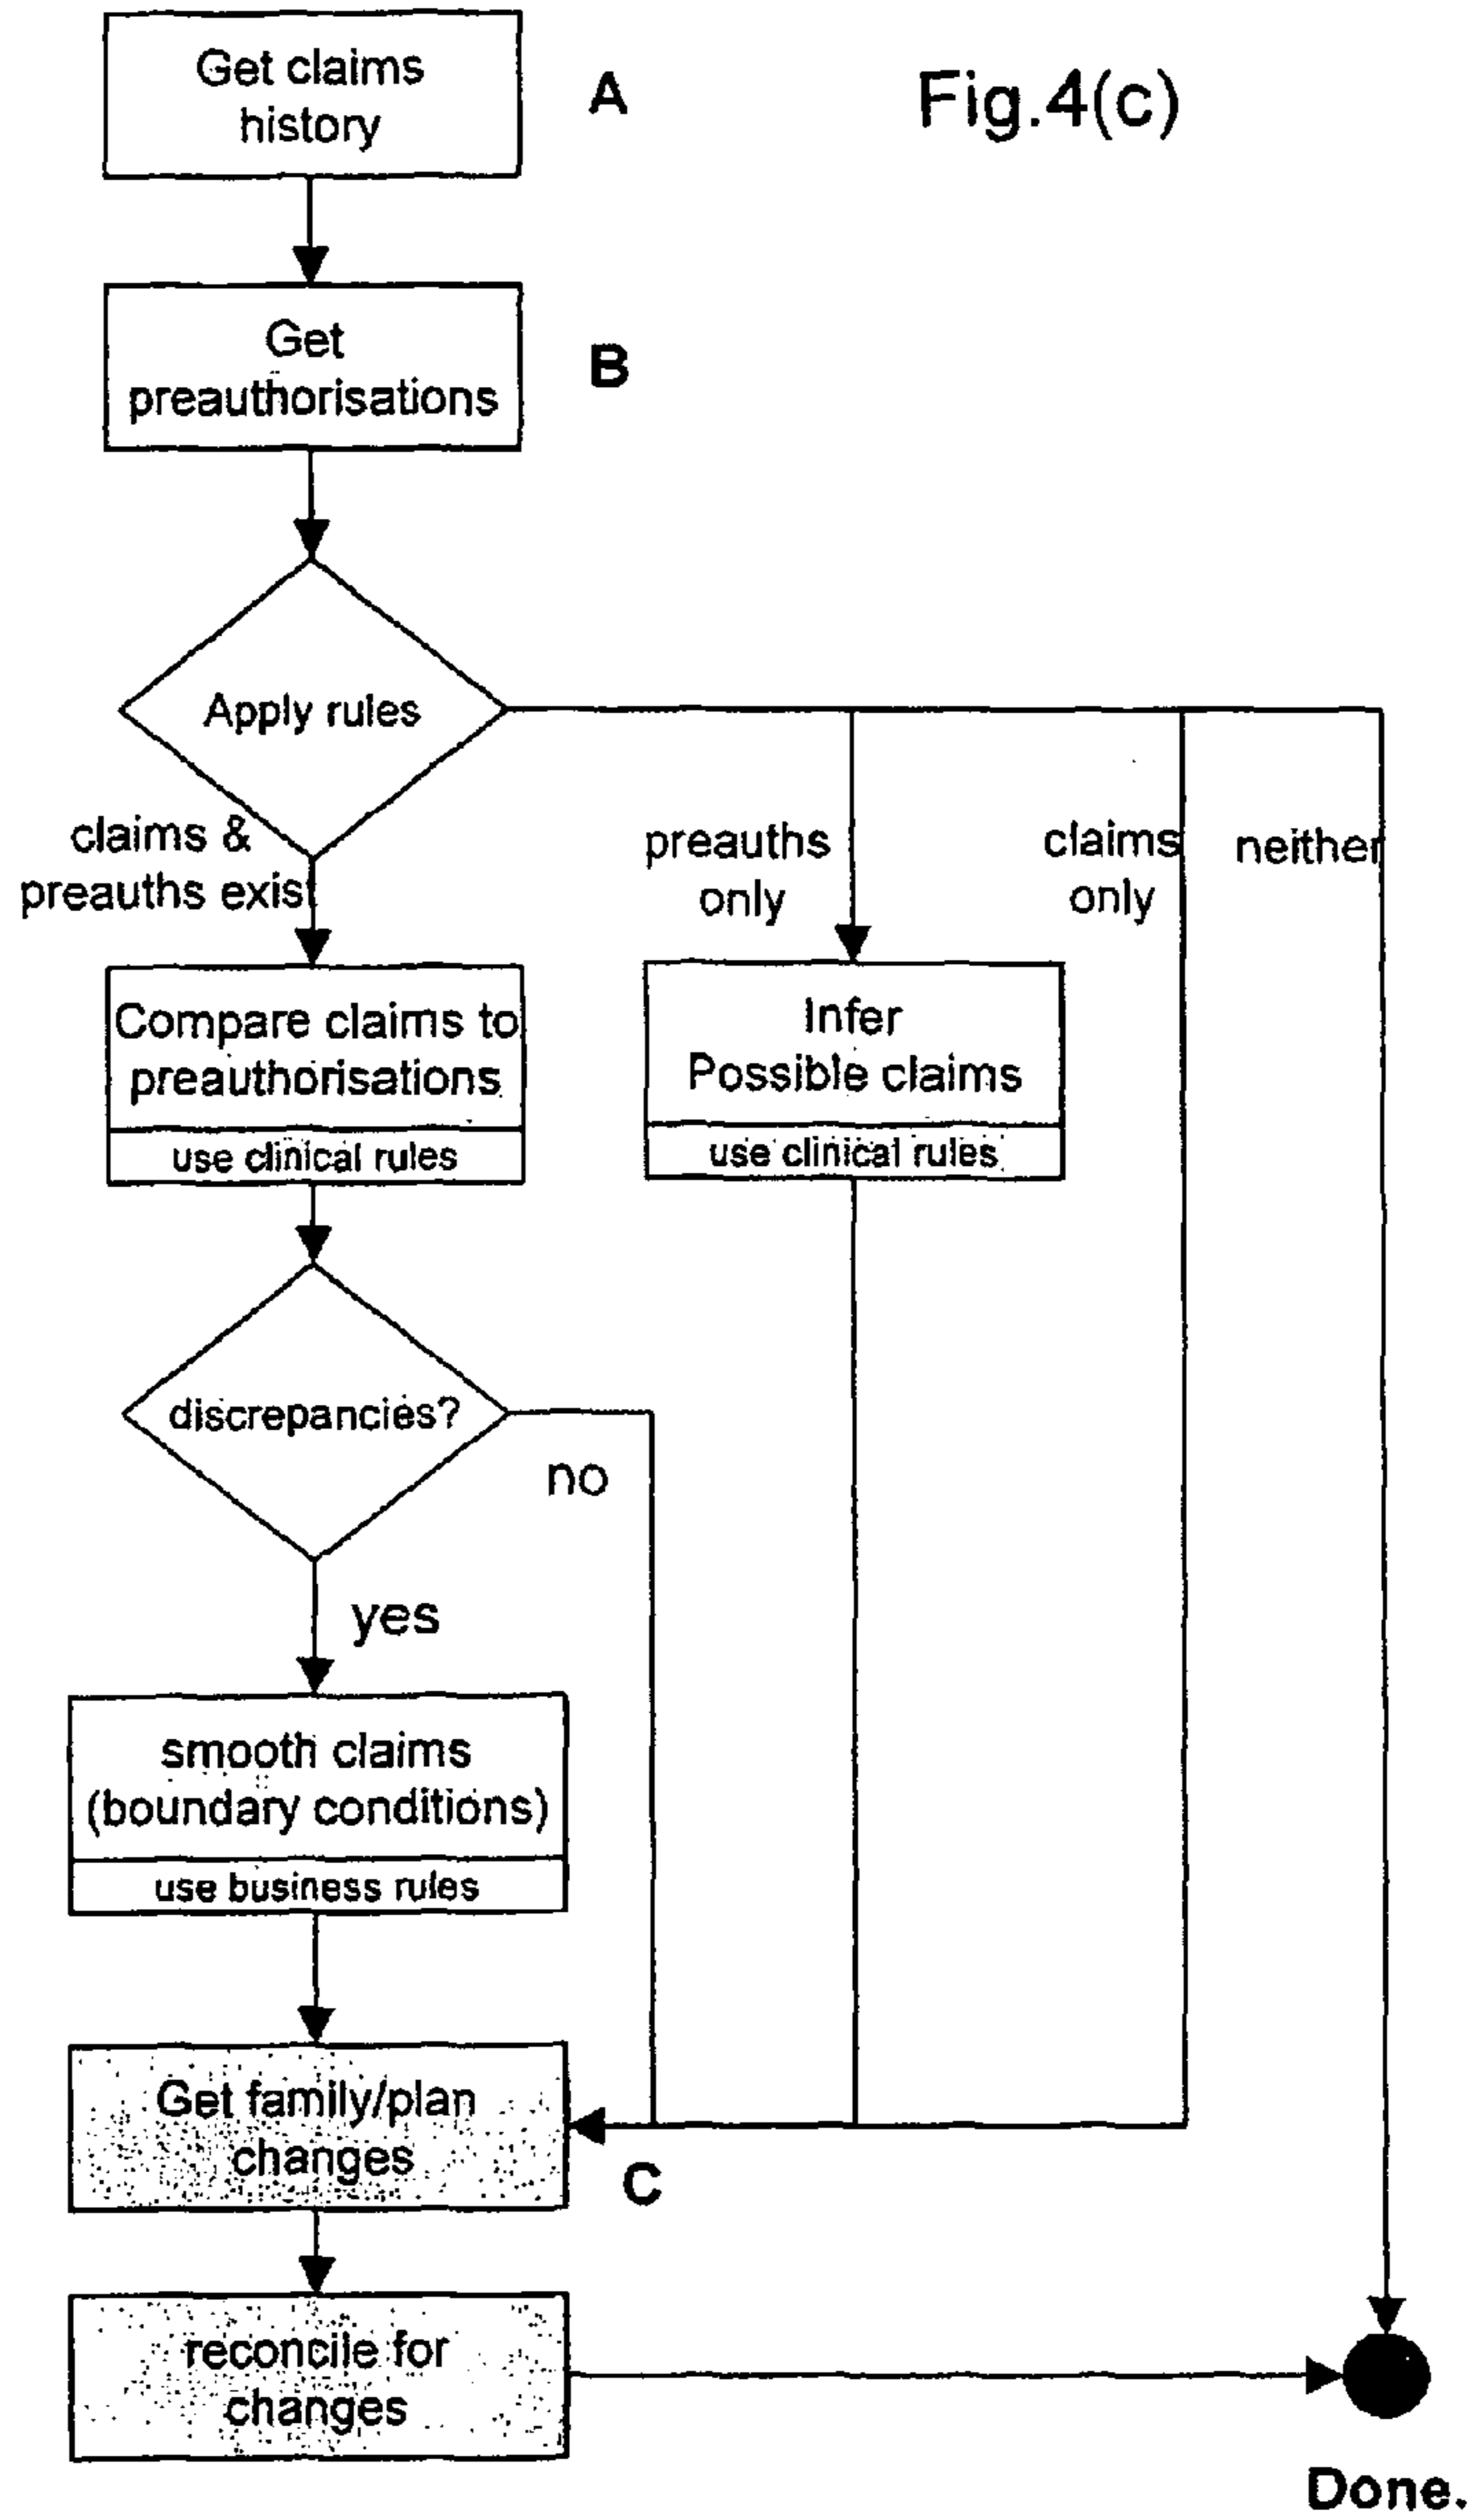 Get claims
history
A
Fig.4(c)
Get
preauthorisations
B
Apply rules
claims &
preauths exist
preauths
only
claims
only
neither
Compare claims to
preauthorisations
use clinical rules
Infer
Possible claims
use clinical rules
discrepancies?
no
yes
smooth claims
(boundary conditions)
use business rules
Get family/plan
changes
C
reconcile for
changes
Done.